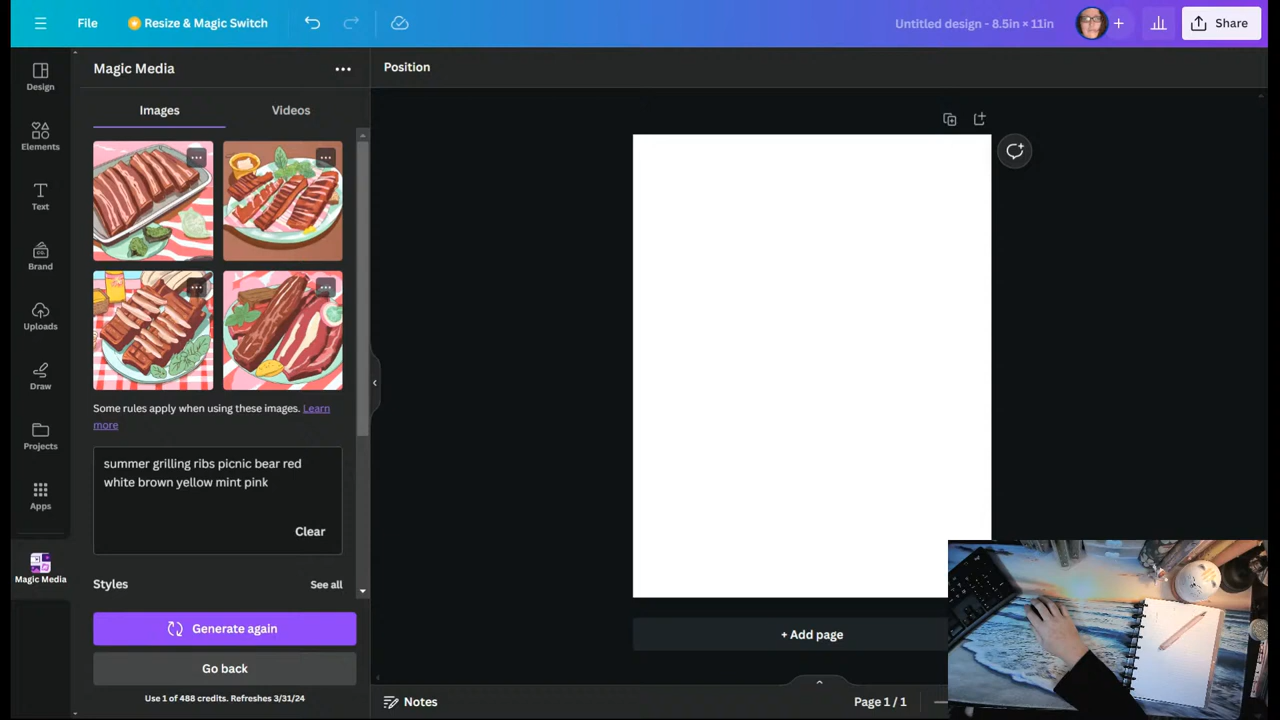 File
Resize & Magic Switch
Untitled design - 8.5in × 11in
Share
Design
Elements
Text
Brand
Uploads
Draw
Projects
Apps
Magic Media
Magic Media
Images
Videos
Some rules apply when using these images. Learn
more
summer grilling ribs picnic bear red
white brown yellow mint pink
Clear
Styles
See all
Generate again
Go back
Use 1 of 488 credits. Refreshes 3/31/24
Position
+ Add page
Notes
Page 1 / 1